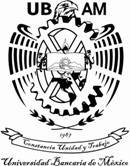 UB AM
1987
Constancia Unidad y Trabajo
Universidad Bancaria de México